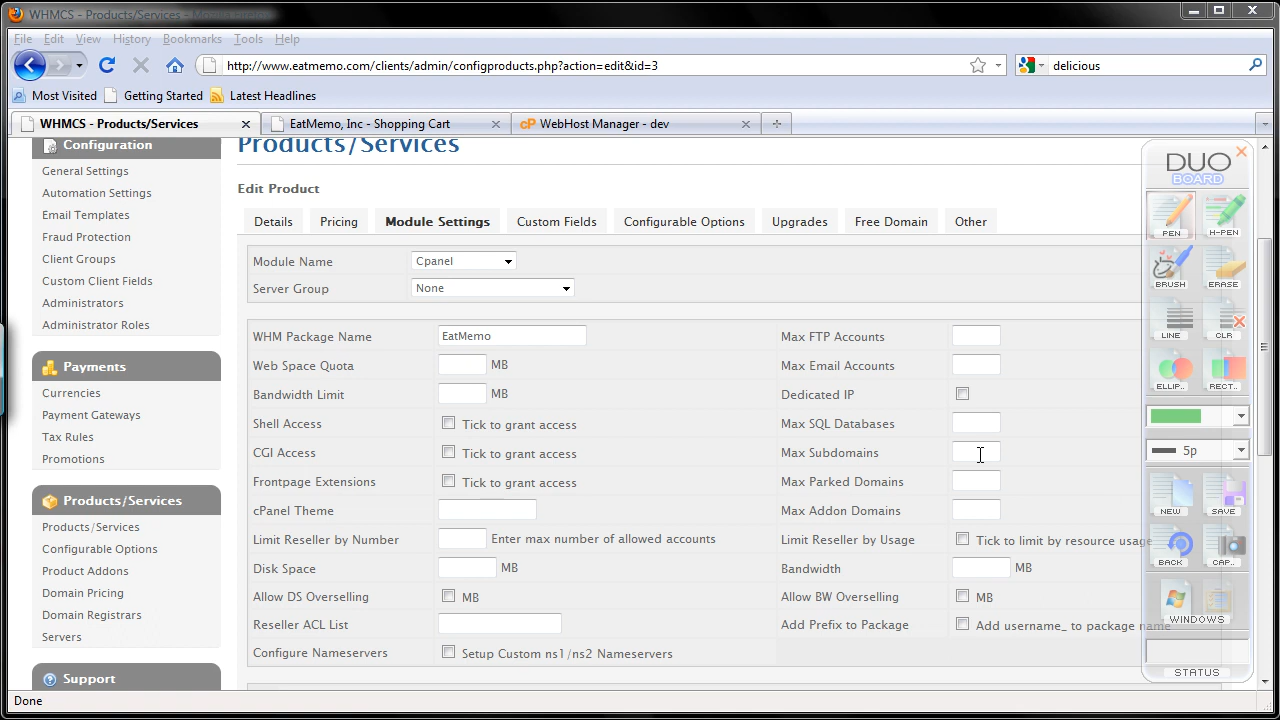 WHMCS - Products/Services - Mozilla Firefox
File Edit View History Bookmarks Tools Help
http://www.eatmemo.com/clients/admin/configproducts.php?action=edit&id=3
delicious
Most Visited Getting Started Latest Headlines
WHMCS - Products/Services
EatMemo, Inc - Shopping Cart
cP WebHost Manager - dev
Configuration
General Settings
Automation Settings
Email Templates
Fraud Protection
Client Groups
Custom Client Fields
Administrators
Administrator Roles
Payments
Currencies
Payment Gateways
Tax Rules
Promotions
Products/Services
Products/Services
Configurable Options
Product Addons
Domain Pricing
Domain Registrars
Servers
Support
Products/Services
Edit Product
Details Pricing Module Settings Custom Fields Configurable Options Upgrades Free Domain Other
Module Name Cpanel
Server Group None
WHM Package Name EatMemo Max FTP Accounts
Web Space Quota MB Max Email Accounts
Bandwidth Limit MB Dedicated IP
Shell Access Tick to grant access Max SQL Databases
CGI Access Tick to grant access Max Subdomains
Frontpage Extensions Tick to grant access Max Parked Domains
cPanel Theme Max Addon Domains
Limit Reseller by Number Enter max number of allowed accounts Limit Reseller by Usage Tick to limit by resource usage
Disk Space MB Bandwidth MB
Allow DS Overselling MB Allow BW Overselling MB
Reseller ACL List Add Prefix to Package Add username_ to package name
Configure Nameservers Setup Custom ns1/ns2 Nameservers
DUO
BOARD
PEN H-PEN
BRUSH ERASE
LINE CLR
ELLIP.. RECT..
5p
NEW SAVE
BACK CAP..
WINDOWS
STATUS
Done